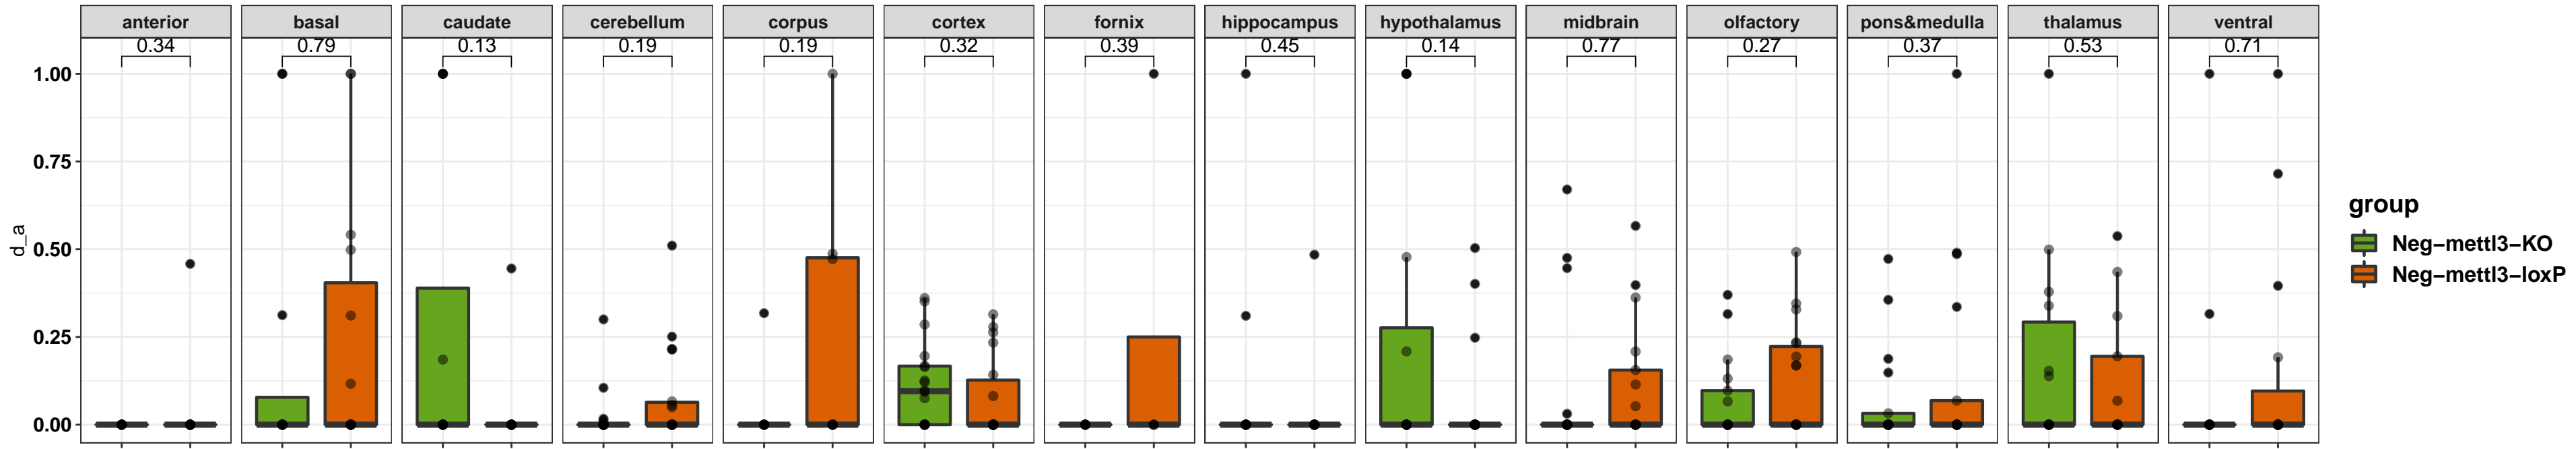 anterior basal caudate cerebellum corpus cortex fornix hippocampus hypothalamus midbrain olfactory pons&medulla thalamus ventral
0.34 0.79 0.13 0.19 0.19 0.32 0.39 0.45 0.14 0.77 0.27 0.37 0.53 0.71
1.00
0.75
0.50
0.25
0.00
d_a
group
Neg−mettl3−KO
Neg−mettl3−loxP